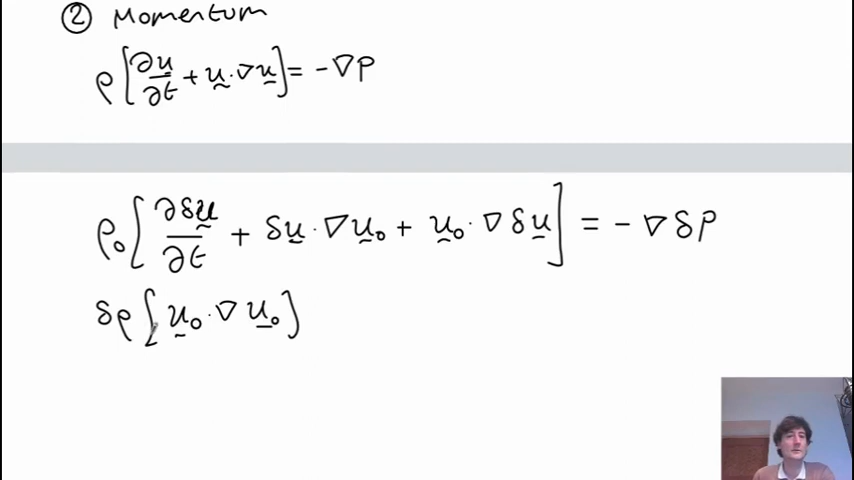 ② Momentum
ρ[∂u/∂t + u·∇u] = -∇p
ρ₀[∂δu/∂t + δu·∇u₀ + u₀·∇δu] = -∇δp
δρ[u₀·∇u₀]